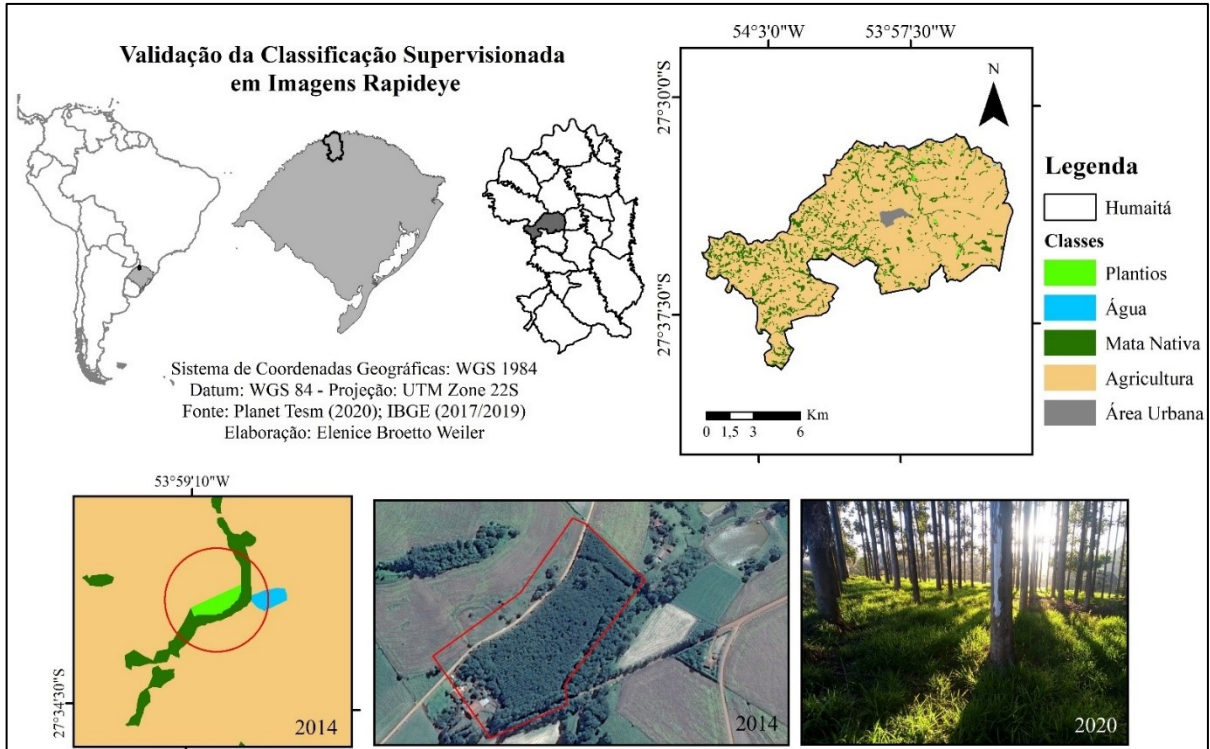 Validação da Classificação Supervisionada
em Imagens Rapideye
Sistema de Coordenadas Geográficas: WGS 1984
Datum: WGS 84 - Projeção: UTM Zone 22S
Fonte: Planet Tesm (2020); IBGE (2017/2019)
Elaboração: Elenice Broetto Weiler
54°3'0"W
53°57'30"W
27°30'0"S
27°37'30"S
N
Km
0 1,5 3 6
Legenda
Humaitá
Classes
Plantios
Água
Mata Nativa
Agricultura
Área Urbana
53°59'10"W
27°34'30"S
2014
2014
2020